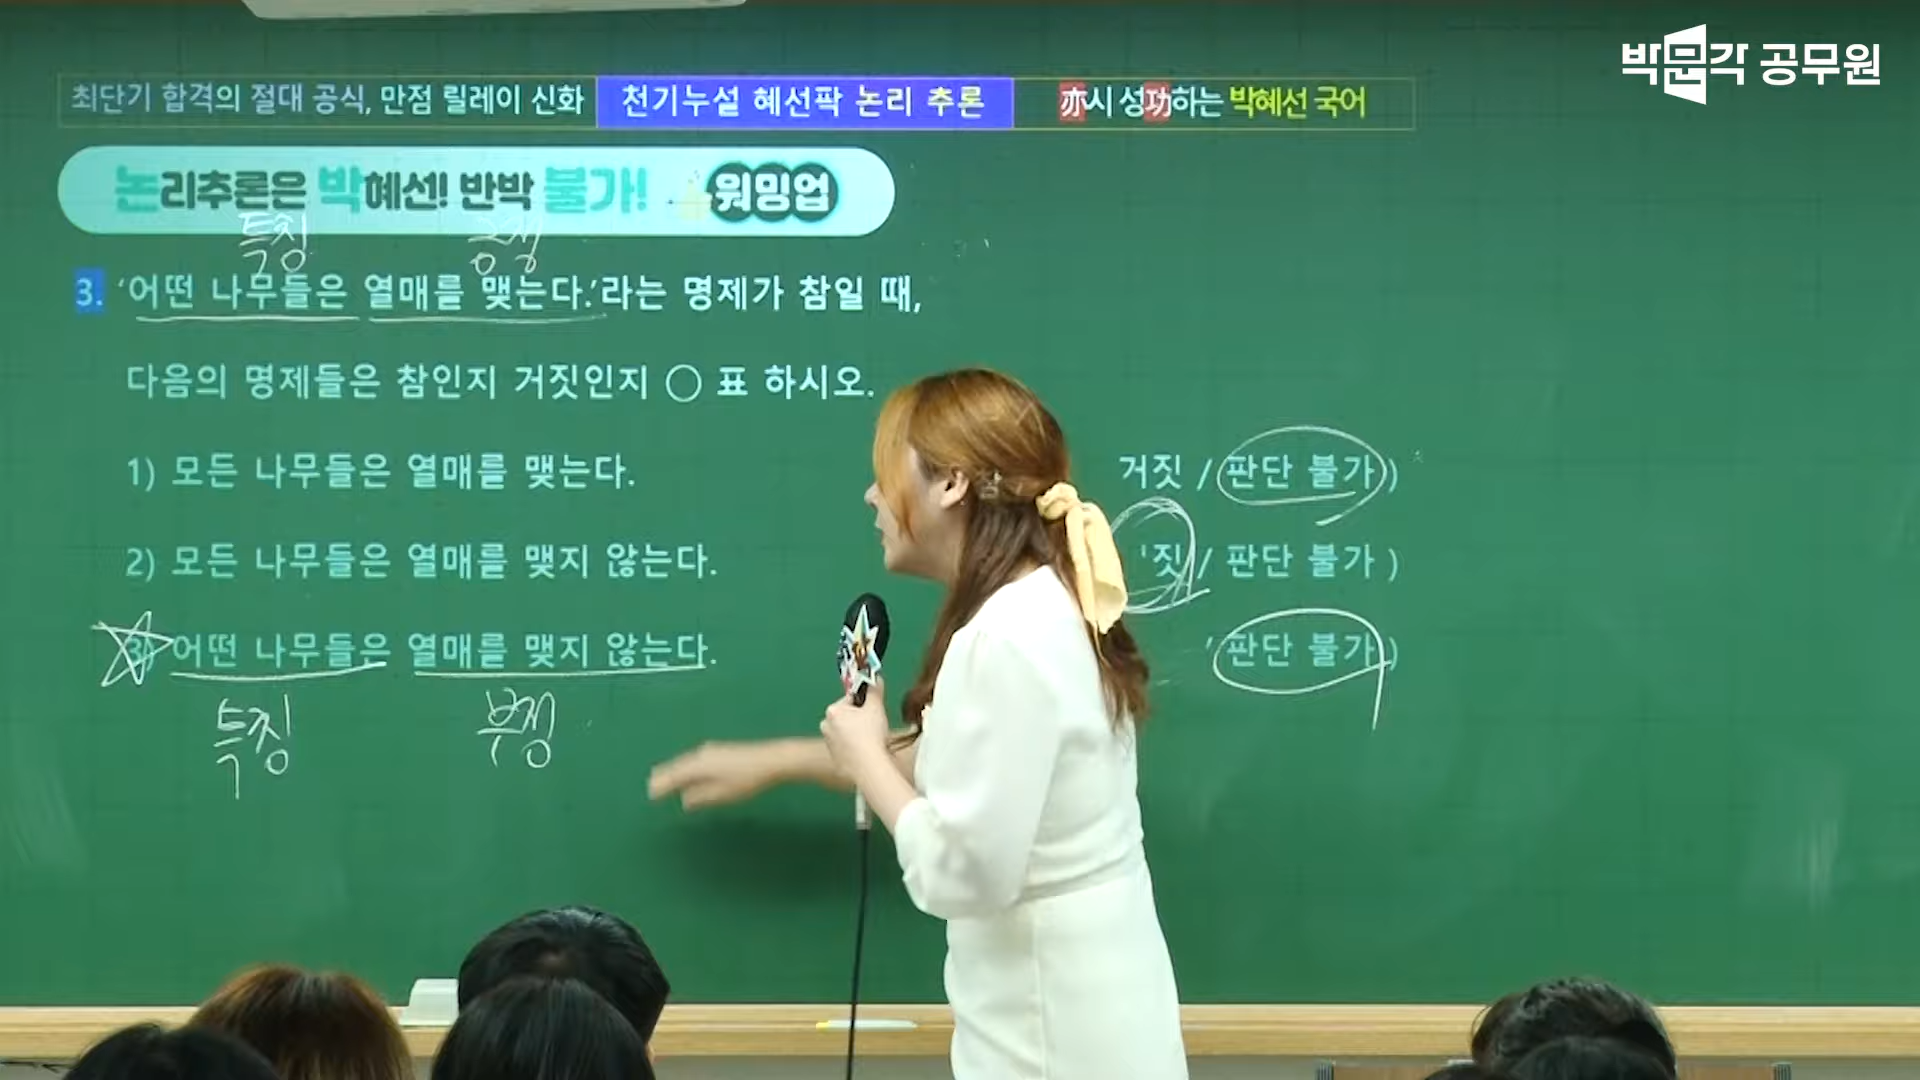 박문각 공무원
최단기 합격의 절대 공식, 만점 릴레이 신화 천기누설 혜선팍 논리 추론 亦시 성功하는 박혜선 국어
논리추론은 박혜선! 반박 불가! 워밍업
특칭 긍정
3. ‘어떤 나무들은 열매를 맺는다.’라는 명제가 참일 때,
다음의 명제들은 참인지 거짓인지 ○ 표 하시오.
1) 모든 나무들은 열매를 맺는다. 거짓 / 판단 불가 )
2) 모든 나무들은 열매를 맺지 않는다. 짓 / 판단 불가 )
3) 어떤 나무들은 열매를 맺지 않는다. 판단 불가 )
특칭 부정